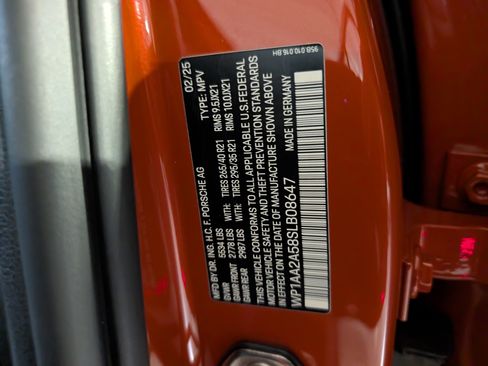 95B.010.016.BH
MFD. BY DR. ING. H.C. F. PORSCHE AG 02/25
GVWR 5534 LBS TYPE: MPV
GAWR FRONT 2778 LBS WITH: TIRES 265/40 R21 RIMS 9.5JX21
GAWR REAR 2987 LBS WITH: TIRES 295/35 R21 RIMS 10.0JX21
THIS VEHICLE CONFORMS TO ALL APPLICABLE U.S. FEDERAL
MOTOR VEHICLE SAFETY AND THEFT PREVENTION STANDARDS
IN EFFECT ON THE DATE OF MANUFACTURE SHOWN ABOVE
WP1AA2A58SLB08647 MADE IN GERMANY